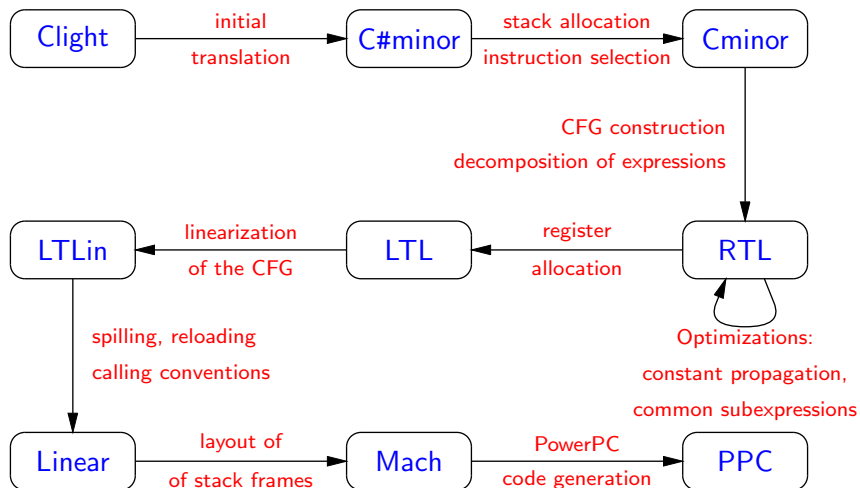 Clight
initial
translation
C#minor
stack allocation
instruction selection
Cminor
CFG construction
decomposition of expressions
LTLin
linearization
of the CFG
LTL
register
allocation
RTL
spilling, reloading
calling conventions
Optimizations:
constant propagation,
common subexpressions
Linear
layout of
of stack frames
Mach
PowerPC
code generation
PPC